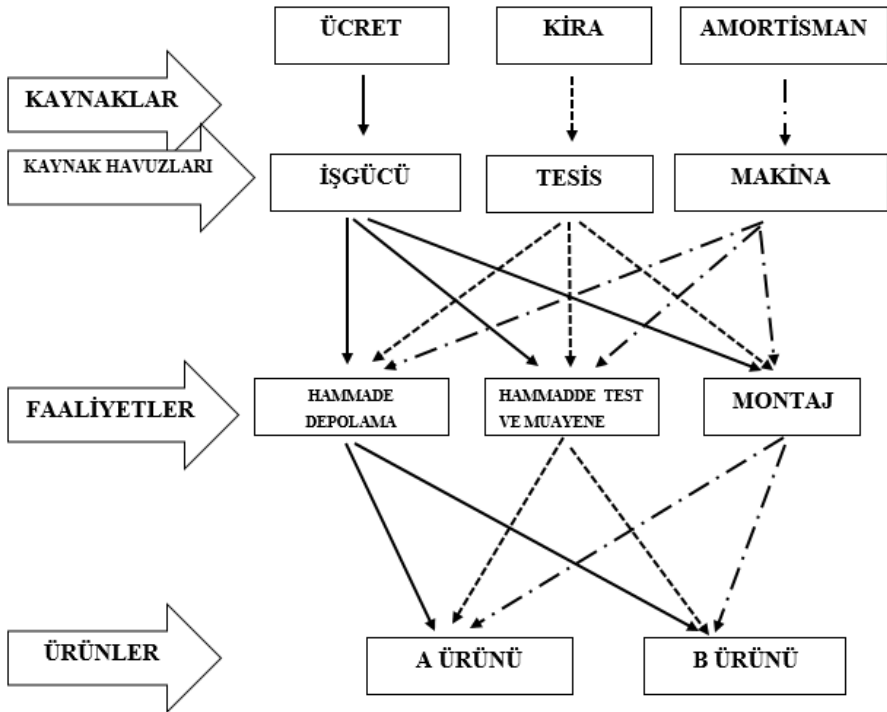 ÜCRET
KİRA
AMORTİSMAN
KAYNAKLAR
KAYNAK HAVUZLARI
İŞGÜCÜ
TESİS
MAKİNA
FAALİYETLER
HAMMADE
DEPOLAMA
HAMMADDE TEST
VE MUAYENE
MONTAJ
ÜRÜNLER
A ÜRÜNÜ
B ÜRÜNÜ